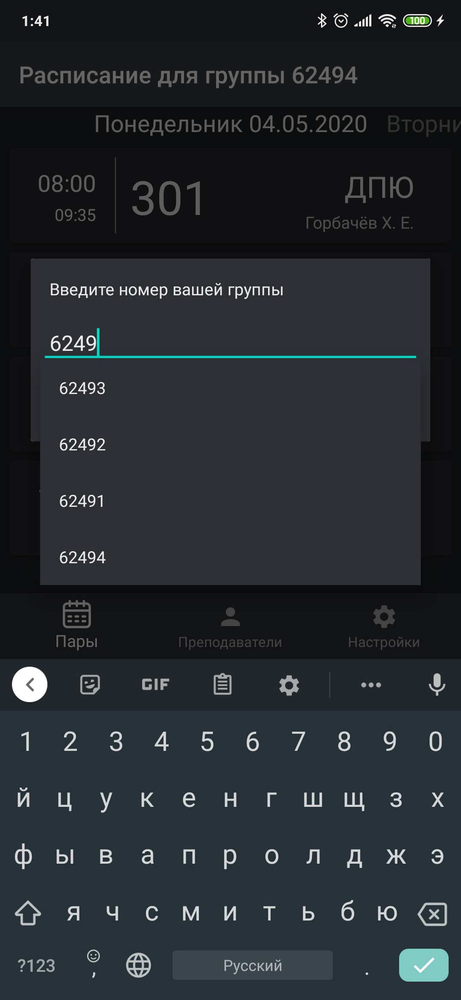 1:41
100
Расписание для группы 62494
Понедельник 04.05.2020 Вторни
08:00
09:35
301
ДПЮ
Горбачёв Х. Е.
Введите номер вашей группы
6249
62493
62492
62491
62494
Пары
Преподаватели
Настройки
GIF
1 2 3 4 5 6 7 8 9 0
й ц у к е н г ш щ з х
ф ы в а п р о л д ж э
я ч с м и т ь б ю
?123 , Русский .